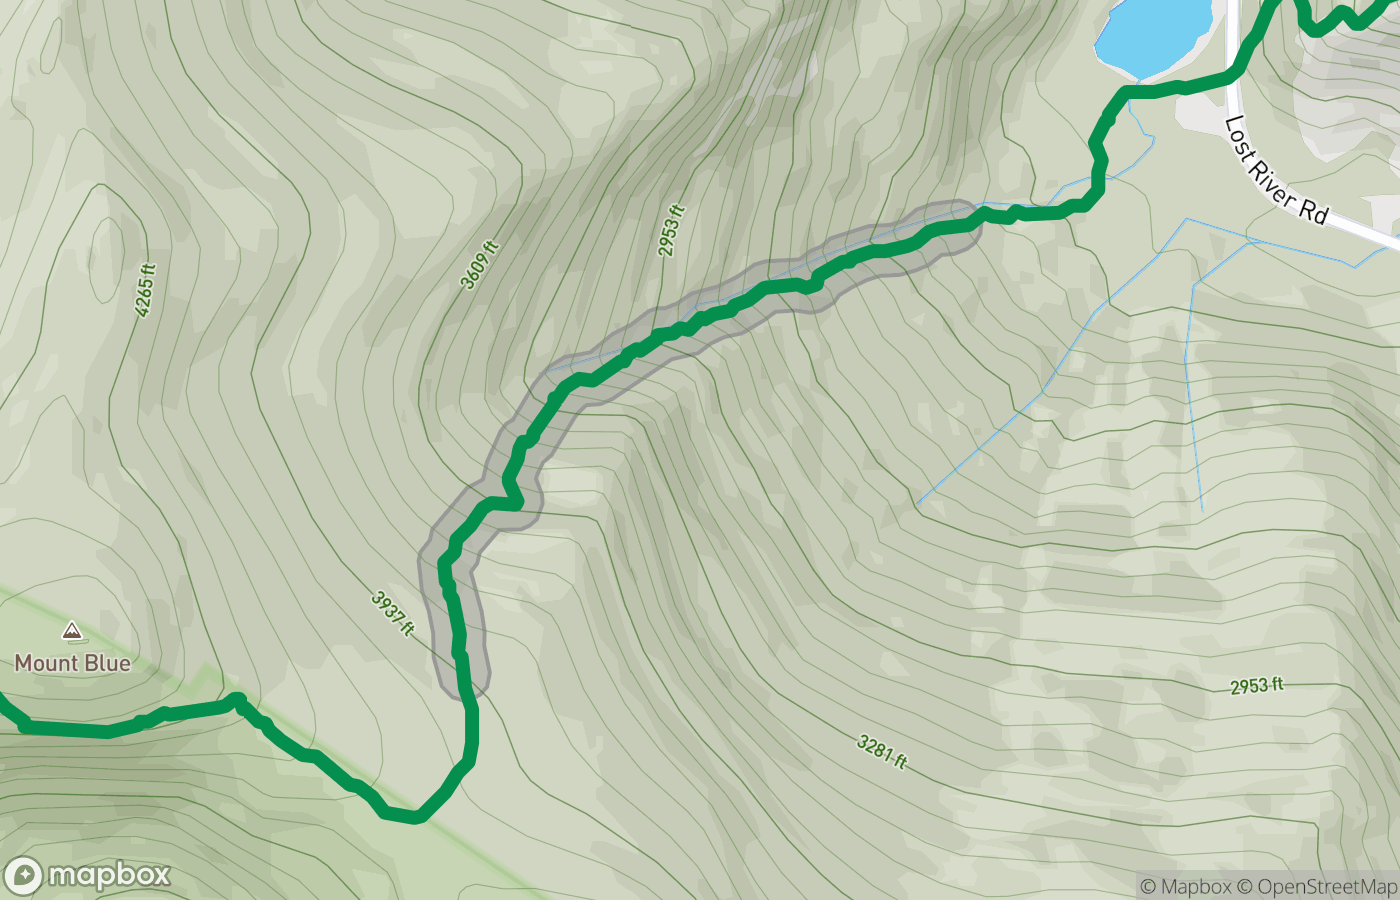 Lost River Rd
2953 ft
3609 ft
4265 ft
3937 ft
Mount Blue
2953 ft
3281 ft
mapbox
© Mapbox © OpenStreetMap